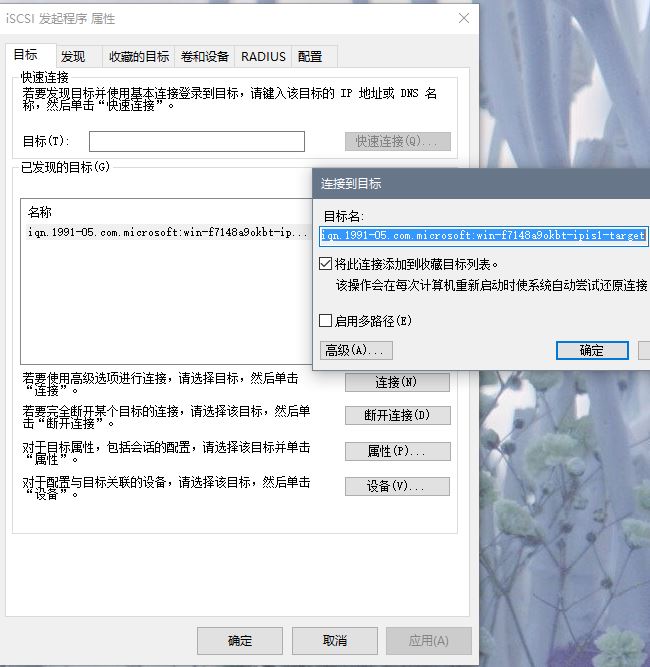 iSCSI 发起程序 属性
目标
发现
收藏的目标
卷和设备
RADIUS
配置
快速连接
若要发现目标并使用基本连接登录到目标，请键入该目标的 IP 地址或 DNS 名
称，然后单击“快速连接”。
目标(T):
快速连接(Q)...
已发现的目标(G)
名称
iqn.1991-05.com.microsoft:win-f7148a9okbt-ip...
连接到目标
目标名:
iqn.1991-05.com.microsoft:win-f7148a9okbt-ipis1-target
将此连接添加到收藏目标列表。
该操作会在每次计算机重新启动时使系统自动尝试还原连接
启用多路径(E)
高级(A)...
确定
若要使用高级选项进行连接，请选择目标，然后单击
“连接”。
连接(N)
若要完全断开某个目标的连接，请选择该目标，然后单
击“断开连接”。
断开连接(D)
对于目标属性，包括会话的配置，请选择该目标并单击
“属性”。
属性(P)...
对于配置与目标关联的设备，请选择该目标，然后单击
“设备”。
设备(V)...
确定
取消
应用(A)